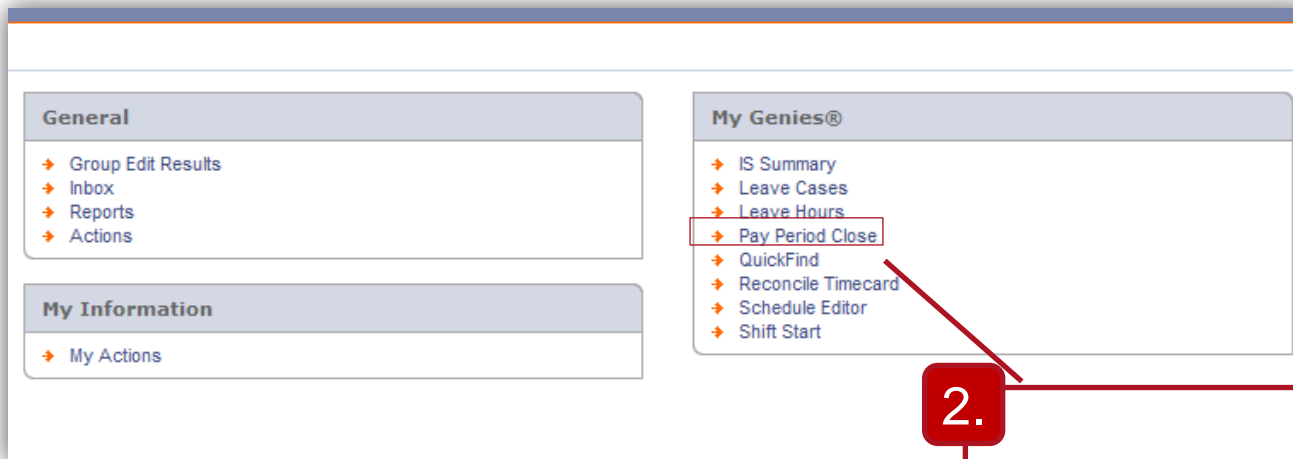 General
Group Edit Results
Inbox
Reports
Actions
My Information
My Actions
My Genies®
IS Summary
Leave Cases
Leave Hours
Pay Period Close
QuickFind
Reconcile Timecard
Schedule Editor
Shift Start
2.